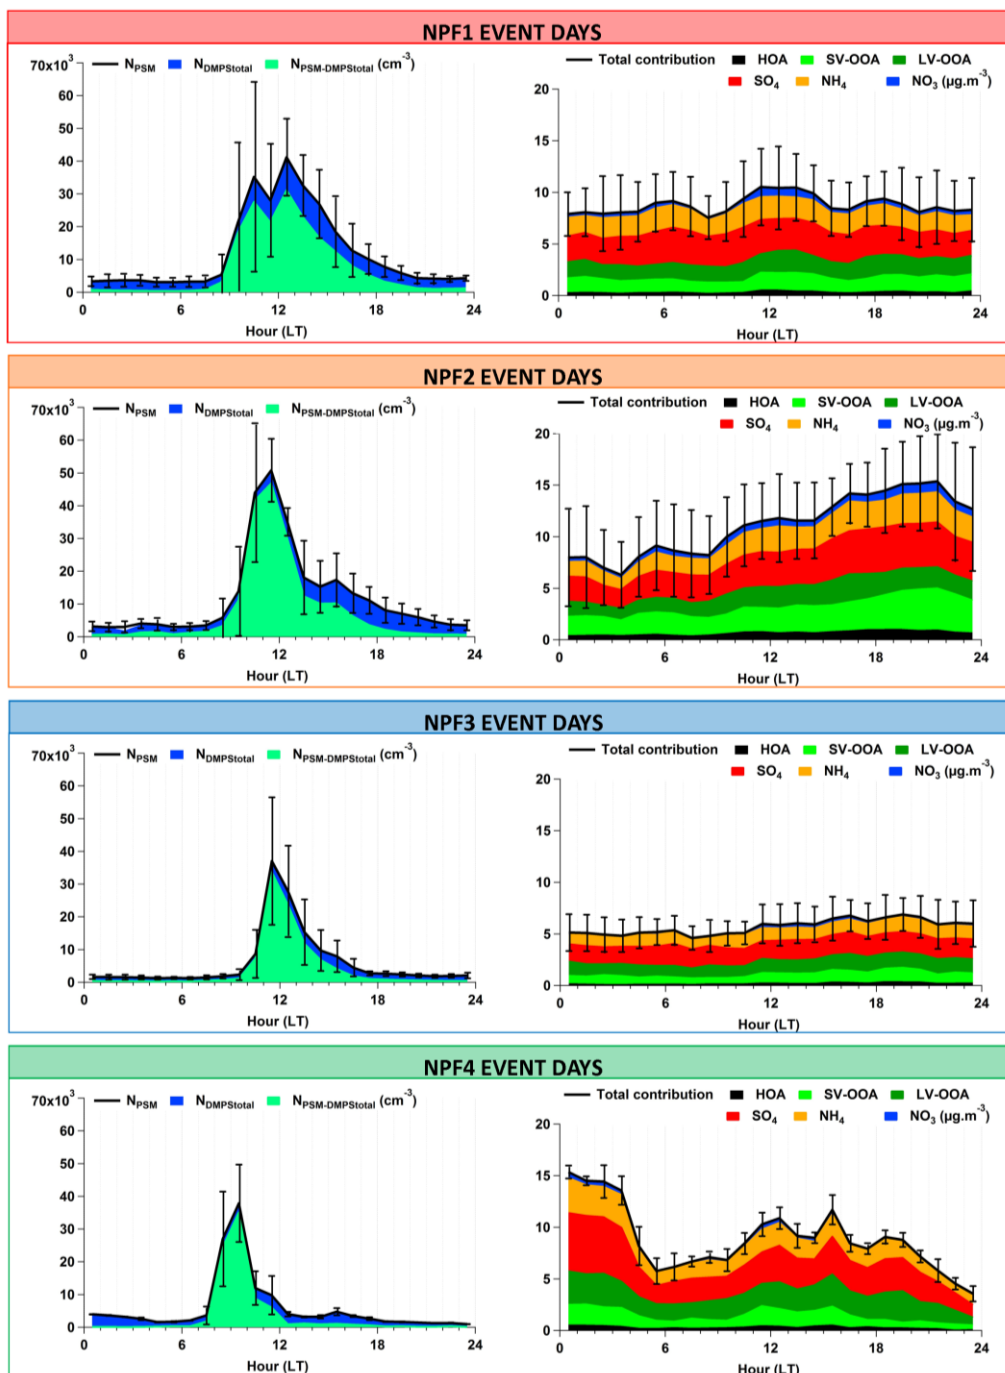 NPF1 EVENT DAYS
70x10³ N_PSM N_DMPStotal N_PSM-DMPStotal (cm⁻³)
60
50
40
30
20
10
0
0 6 12 18 24
Hour (LT)
Total contribution HOA SV-OOA LV-OOA
SO₄ NH₄ NO₃ (µg.m⁻³)
20
15
10
5
0
0 6 12 18 24
Hour (LT)
NPF2 EVENT DAYS
70x10³ N_PSM N_DMPStotal N_PSM-DMPStotal (cm⁻³)
60
50
40
30
20
10
0
0 6 12 18 24
Hour (LT)
Total contribution HOA SV-OOA LV-OOA
SO₄ NH₄ NO₃ (µg.m⁻³)
20
15
10
5
0
0 6 12 18 24
Hour (LT)
NPF3 EVENT DAYS
70x10³ N_PSM N_DMPStotal N_PSM-DMPStotal (cm⁻³)
60
50
40
30
20
10
0
0 6 12 18 24
Hour (LT)
Total contribution HOA SV-OOA LV-OOA
SO₄ NH₄ NO₃ (µg.m⁻³)
20
15
10
5
0
0 6 12 18 24
Hour (LT)
NPF4 EVENT DAYS
70x10³ N_PSM N_DMPStotal N_PSM-DMPStotal (cm⁻³)
60
50
40
30
20
10
0
0 6 12 18 24
Hour (LT)
Total contribution HOA SV-OOA LV-OOA
SO₄ NH₄ NO₃ (µg.m⁻³)
20
15
10
5
0
0 6 12 18 24
Hour (LT)